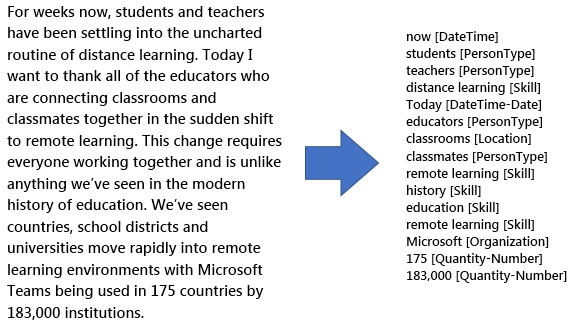 For weeks now, students and teachers
have been settling into the uncharted
routine of distance learning. Today I
want to thank all of the educators who
are connecting classrooms and
classmates together in the sudden shift
to remote learning. This change requires
everyone working together and is unlike
anything we've seen in the modern
history of education. We've seen
countries, school districts and
universities move rapidly into remote
learning environments with Microsoft
Teams being used in 175 countries by
183,000 institutions.
now [DateTime]
students [PersonType]
teachers [PersonType]
distance learning [Skill]
Today [DateTime-Date]
educators [PersonType]
classrooms [Location]
classmates [PersonType]
remote learning [Skill]
history [Skill]
education [Skill]
remote learning [Skill]
Microsoft [Organization]
175 [Quantity-Number]
183,000 [Quantity-Number]